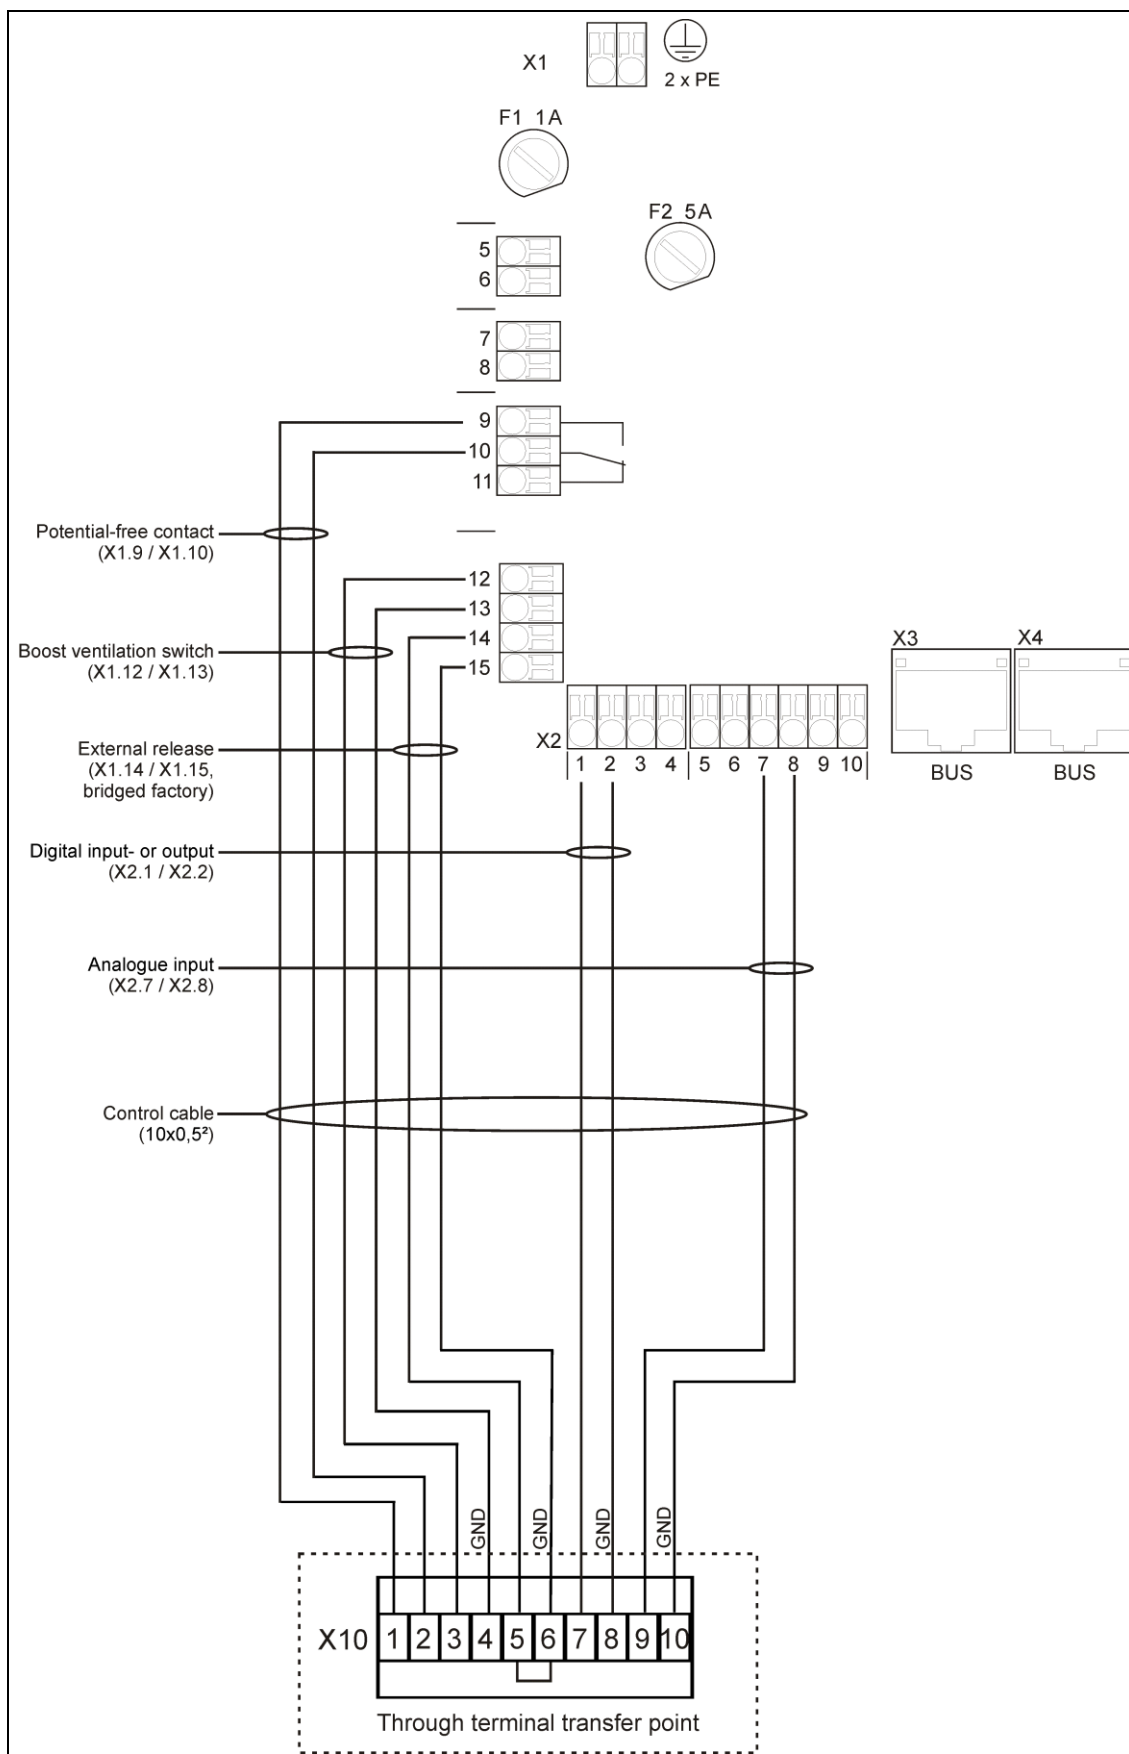 X1
2 x PE
F1 1A
F2 5A
5
6
7
8
9
10
11
Potential-free contact
(X1.9 / X1.10)
12
13
14
15
Boost ventilation switch
(X1.12 / X1.13)
X3 X4
BUS BUS
External release
(X1.14 / X1.15,
bridged factory)
X2
1 2 3 4 5 6 7 8 9 10
Digital input- or output
(X2.1 / X2.2)
Analogue input
(X2.7 / X2.8)
Control cable
(10x0,5²)
GND GND GND GND
X10 1 2 3 4 5 6 7 8 9 10
Through terminal transfer point